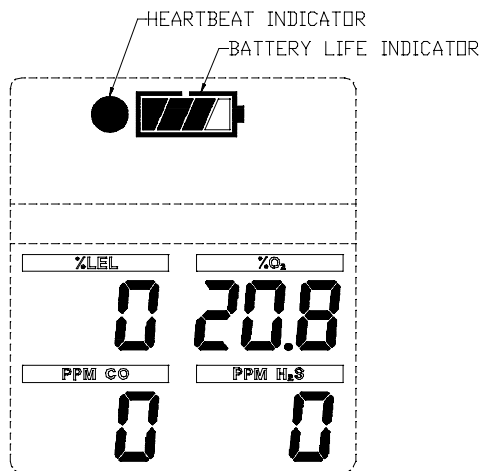 HEARTBEAT INDICATOR
BATTERY LIFE INDICATOR
%LEL %O₂
0 20.8
PPM CO PPM H₂S
0 0